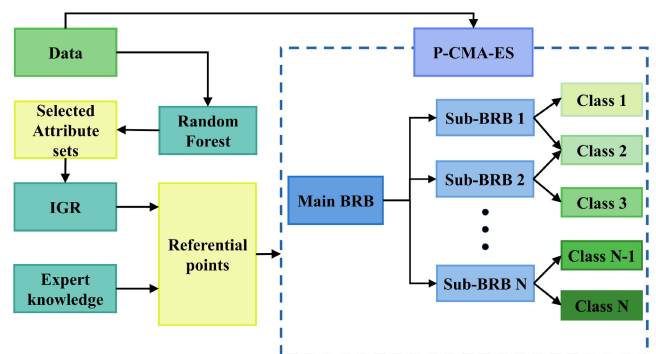 Data
P-CMA-ES
Selected
Attribute
sets
Random
Forest
IGR
Expert
knowledge
Referential
points
Main BRB
Sub-BRB 1
Sub-BRB 2
Sub-BRB N
Class 1
Class 2
Class 3
Class N-1
Class N